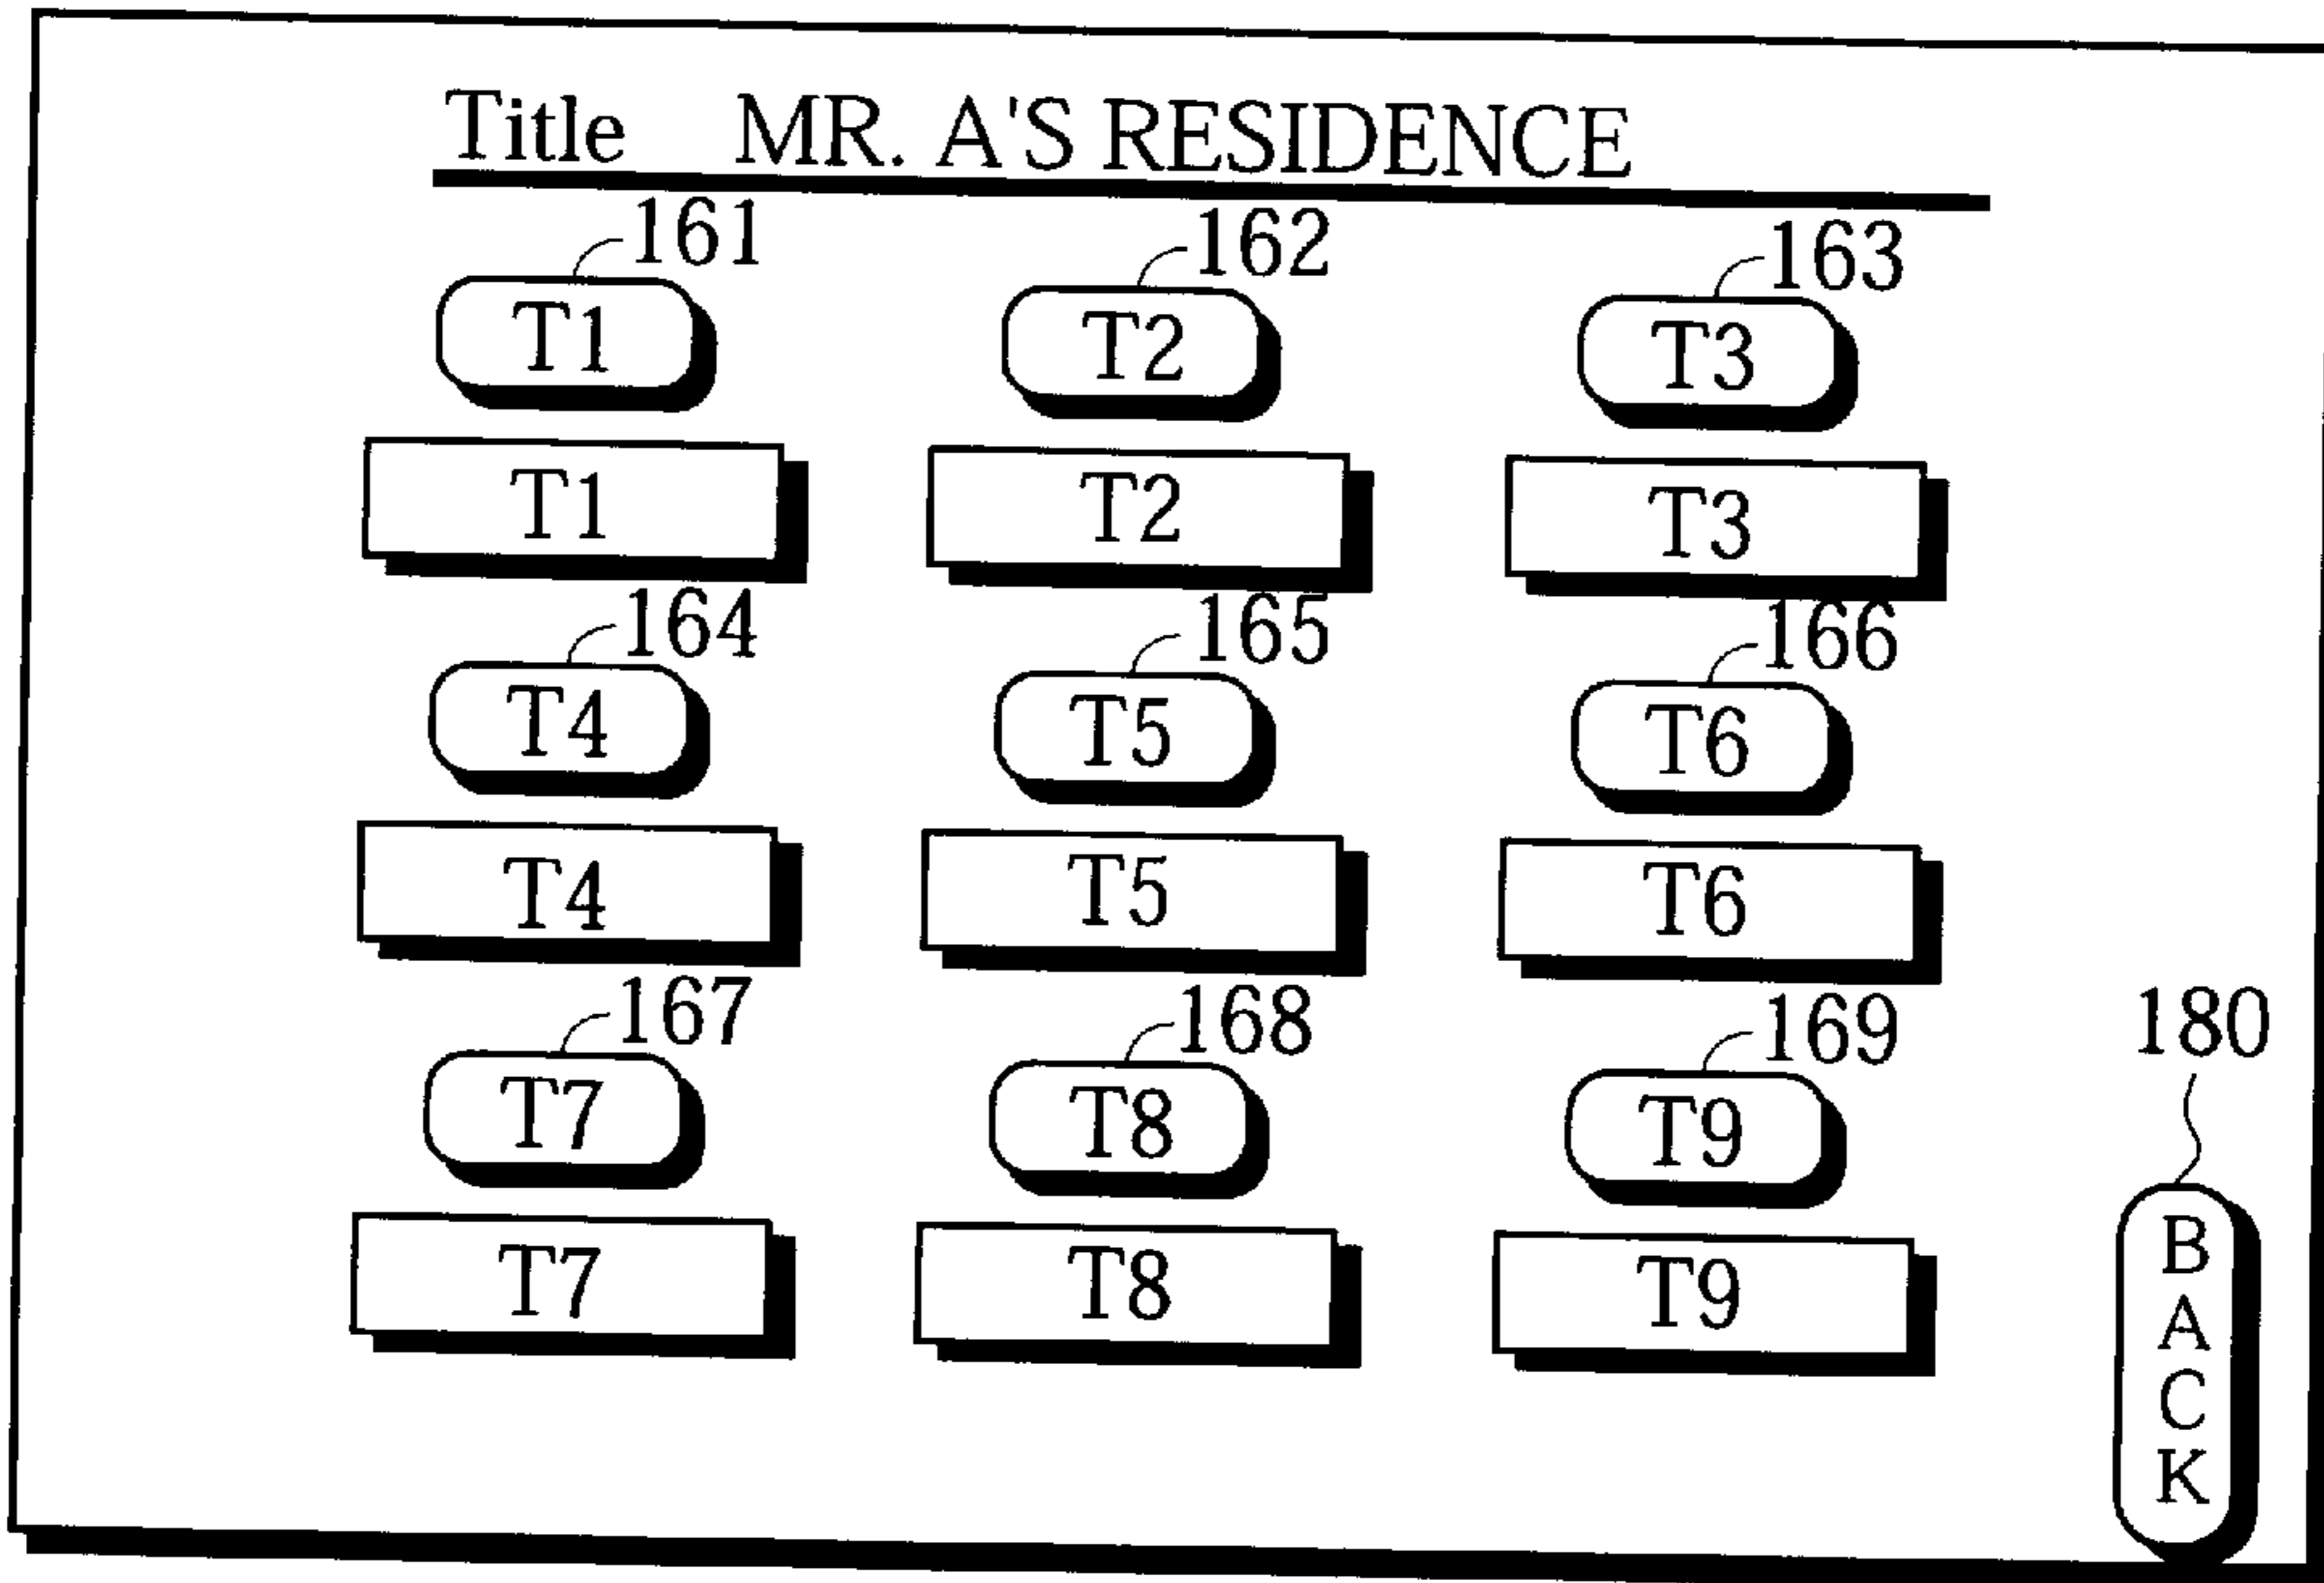 Title MR. A'S RESIDENCE
161 162 163
T1 T2 T3
T1 T2 T3
164 165 166
T4 T5 T6
T4 T5 T6
167 168 169
T7 T8 T9
T7 T8 T9
180
BACK